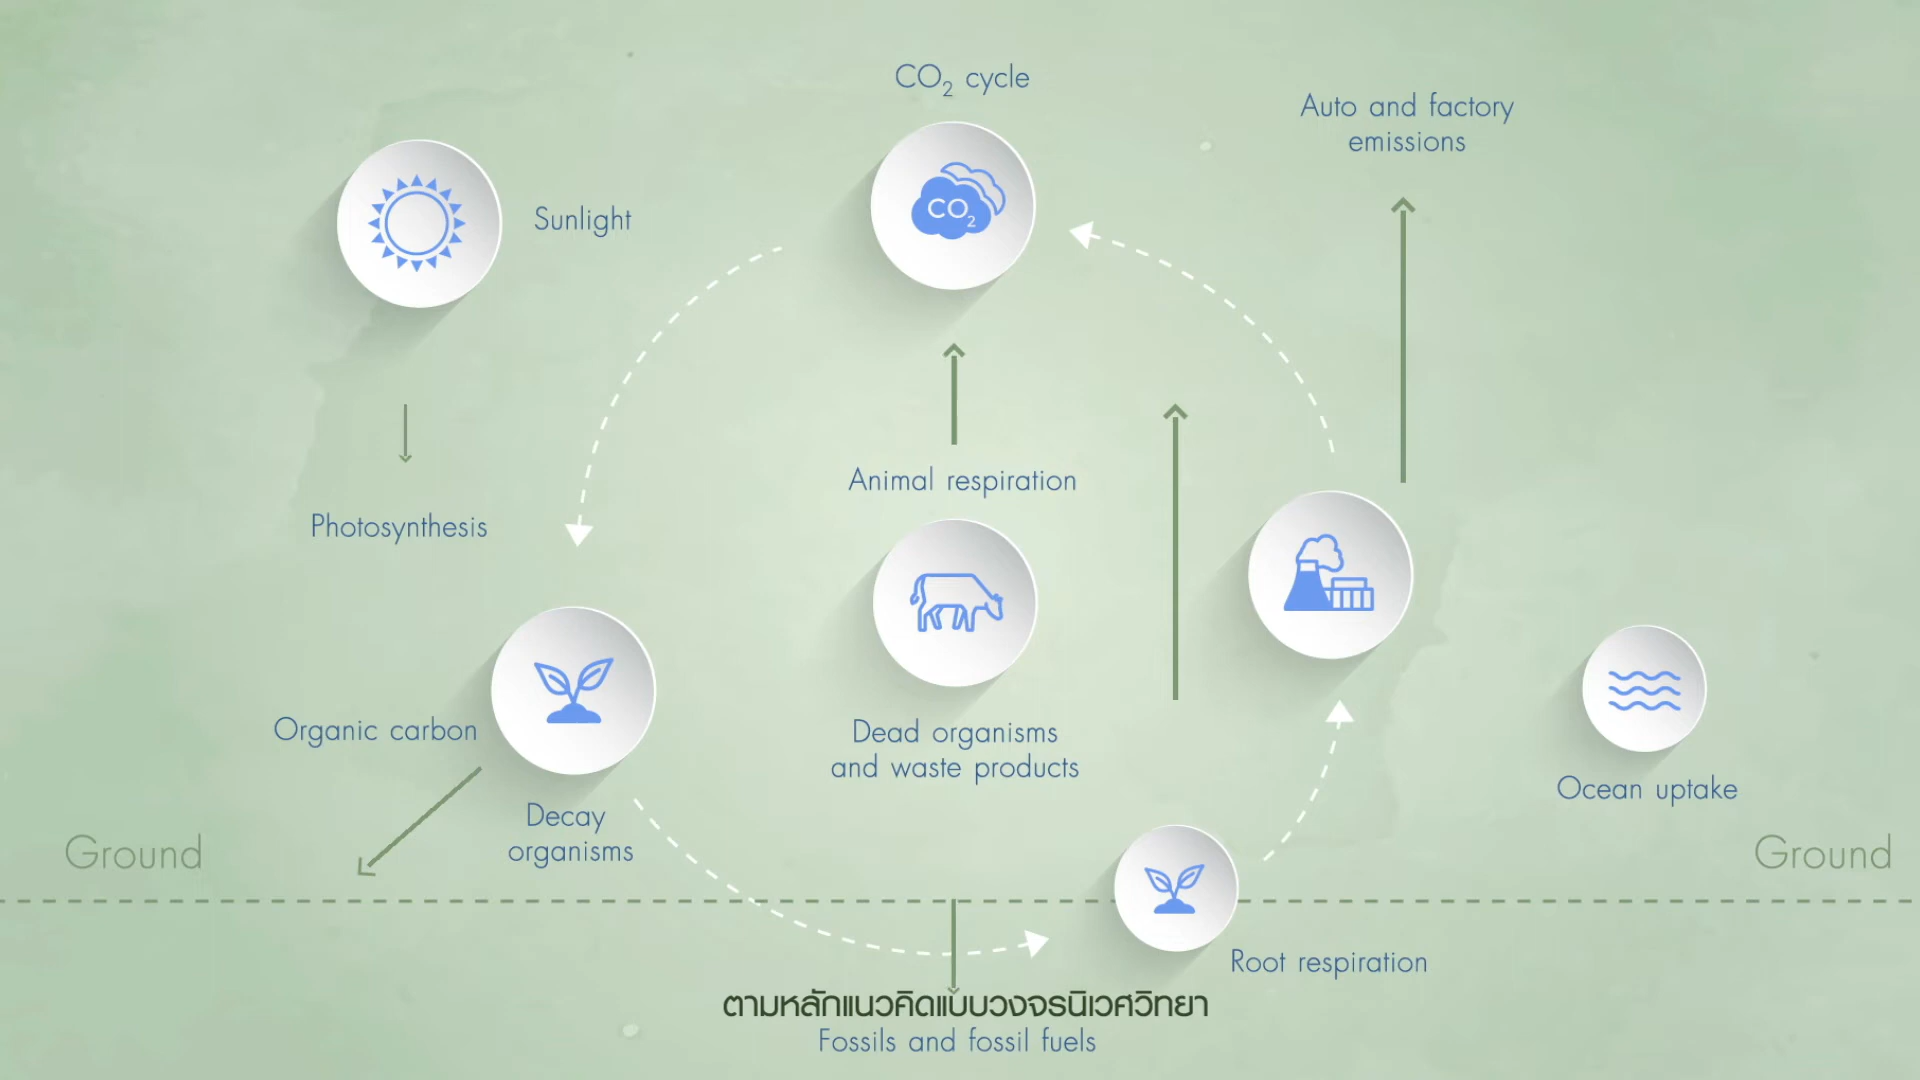 CO₂ cycle
Auto and factory
emissions
CO₂
Sunlight
Animal respiration
Photosynthesis
Organic carbon
Dead organisms
and waste products
Ocean uptake
Decay
organisms
Ground
Ground
Root respiration
ตามหลักแนวคิดแบบวงจรนิเวศวิทยา
Fossils and fossil fuels